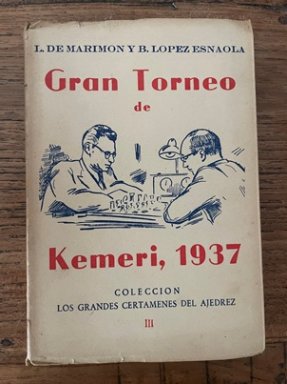 L. DE MARIMON Y B. LOPEZ ESNAOLA
Gran Torneo
de
Kemeri, 1937
COLECCION
LOS GRANDES CERTAMENES DEL AJEDREZ
III